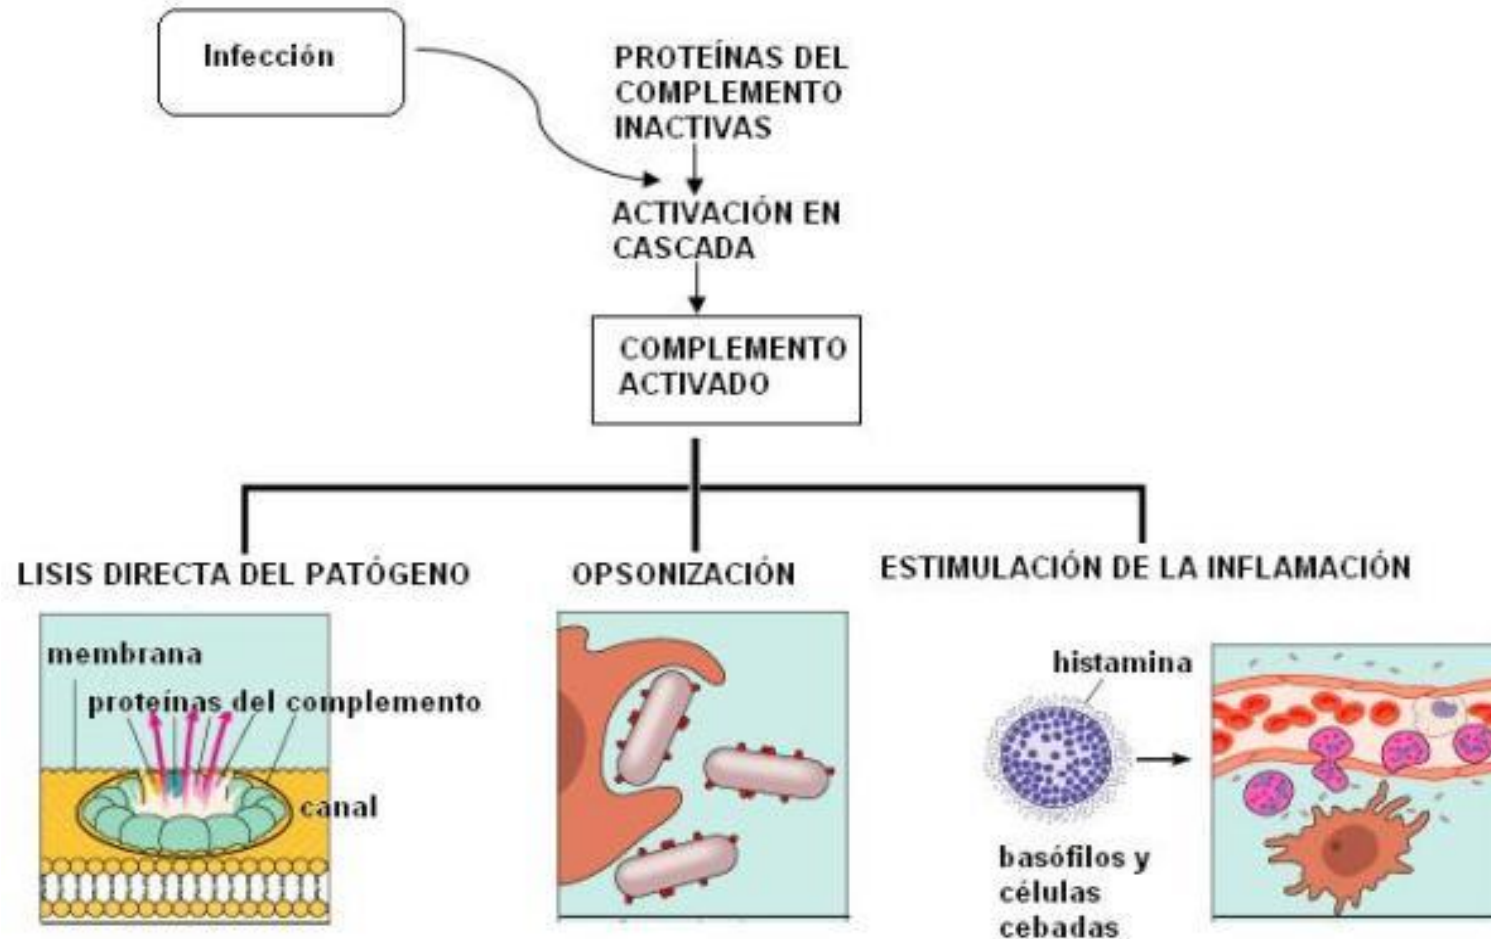 Infección
PROTEÍNAS DEL
COMPLEMENTO
INACTIVAS
ACTIVACIÓN EN
CASCADA
COMPLEMENTO
ACTIVADO
LISIS DIRECTA DEL PATÓGENO
OPSONIZACIÓN
ESTIMULACIÓN DE LA INFLAMACIÓN
membrana
proteínas del complemento
canal
histamina
basófilos y
células
cebadas